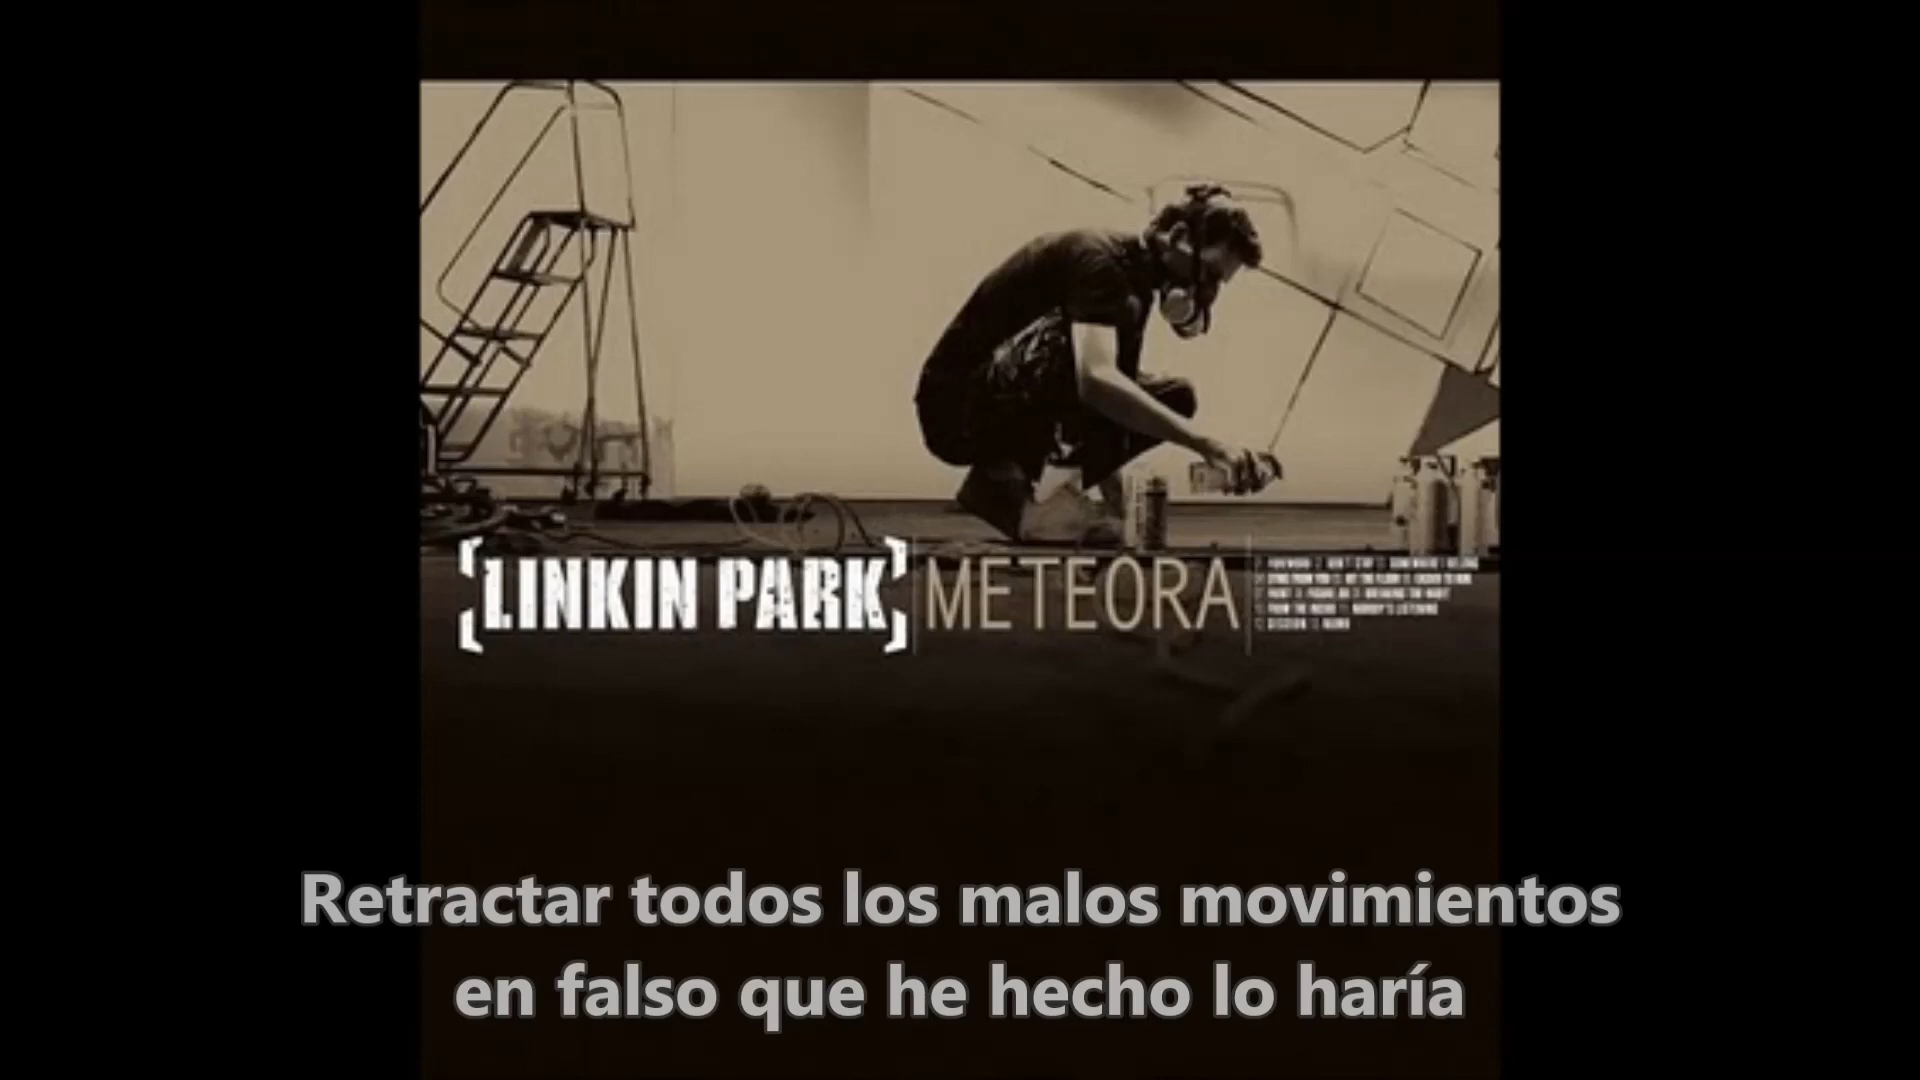 LINKIN PARK METEORA
Retractar todos los malos movimientos
en falso que he hecho lo haría